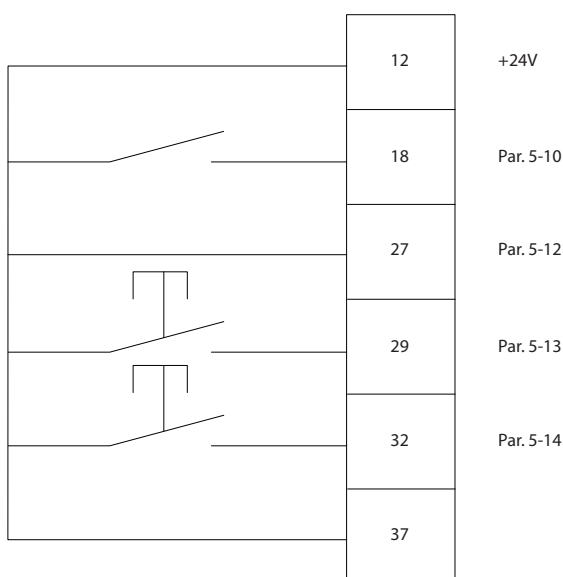 12 +24V
18 Par. 5-10
27 Par. 5-12
29 Par. 5-13
32 Par. 5-14
37